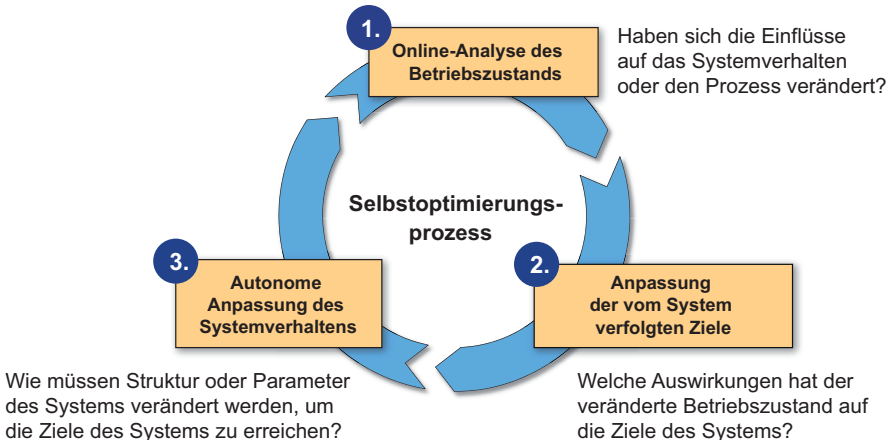 1.
Online-Analyse des
Betriebszustands
Haben sich die Einflüsse
auf das Systemverhalten
oder den Prozess verändert?
Selbstoptimierungs-
prozess
2.
Anpassung
der vom System
verfolgten Ziele
Welche Auswirkungen hat der
veränderte Betriebszustand auf
die Ziele des Systems?
3.
Autonome
Anpassung des
Systemverhaltens
Wie müssen Struktur oder Parameter
des Systems verändert werden, um
die Ziele des Systems zu erreichen?